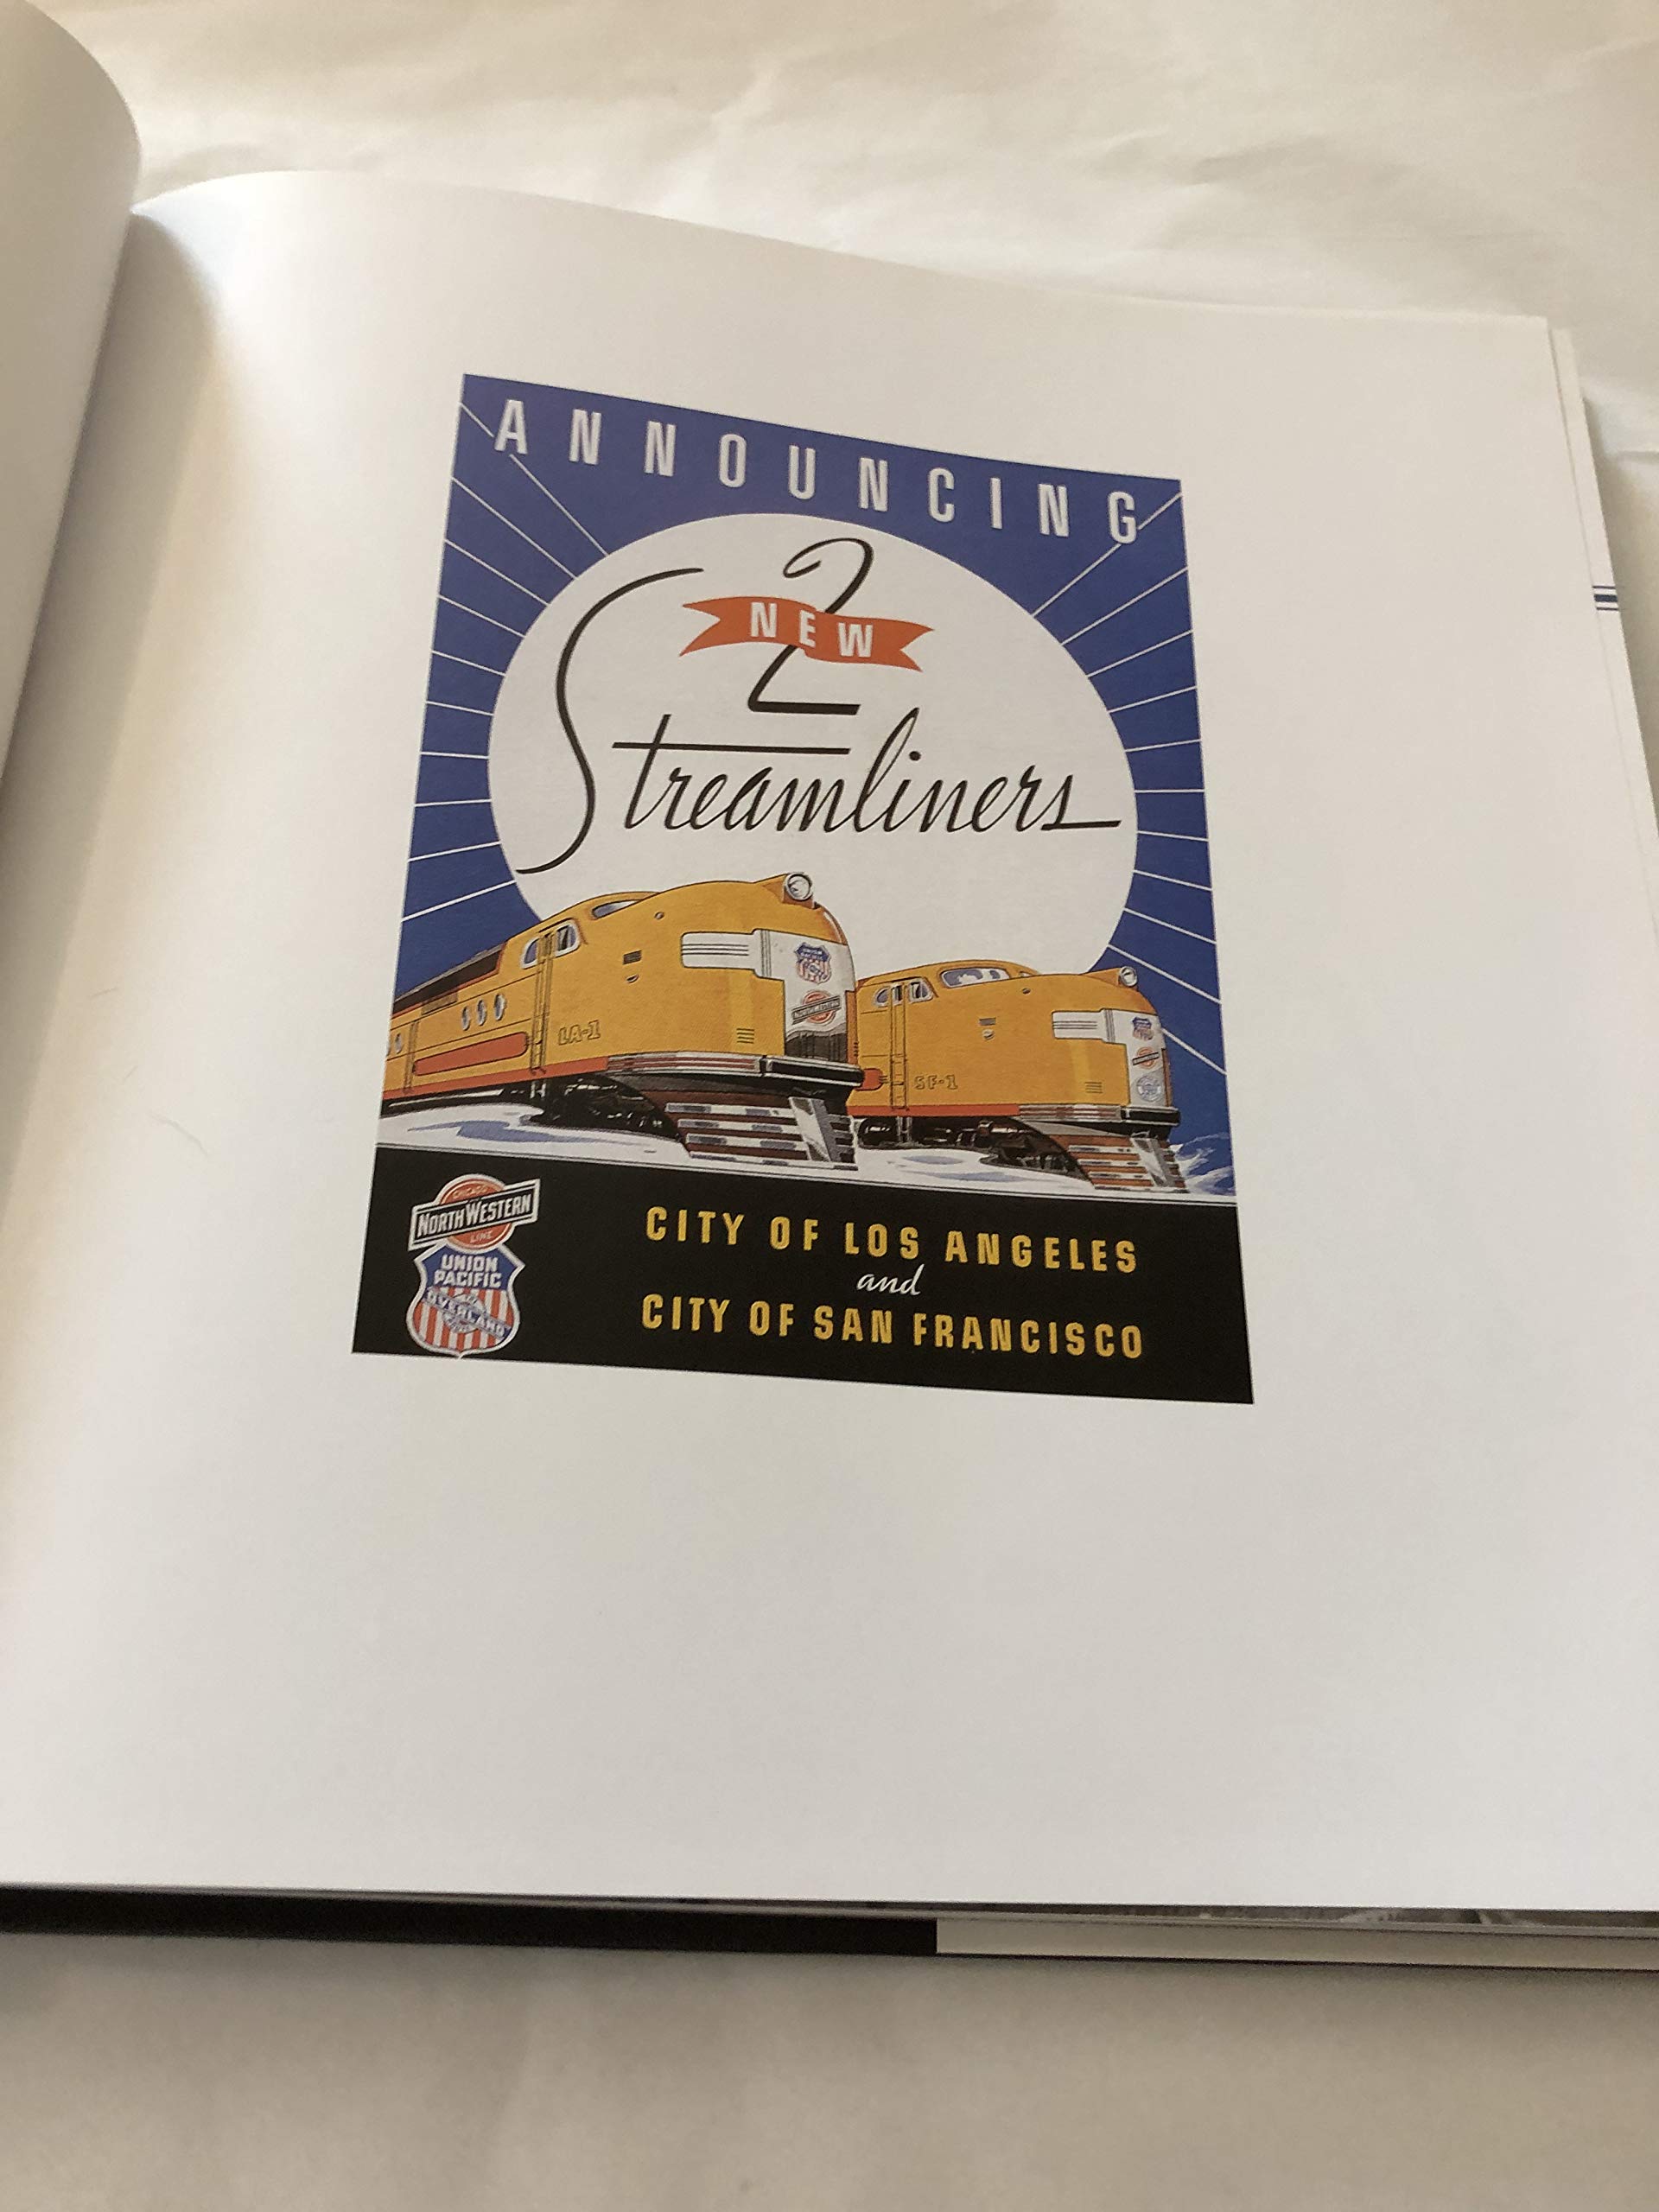 ANNOUNCING
2
NEW
Streamliners
LA-1
SF-1
CHICAGO
NORTH WESTERN
LINE
UNION
PACIFIC
OVERLAND
CITY OF LOS ANGELES
and
CITY OF SAN FRANCISCO